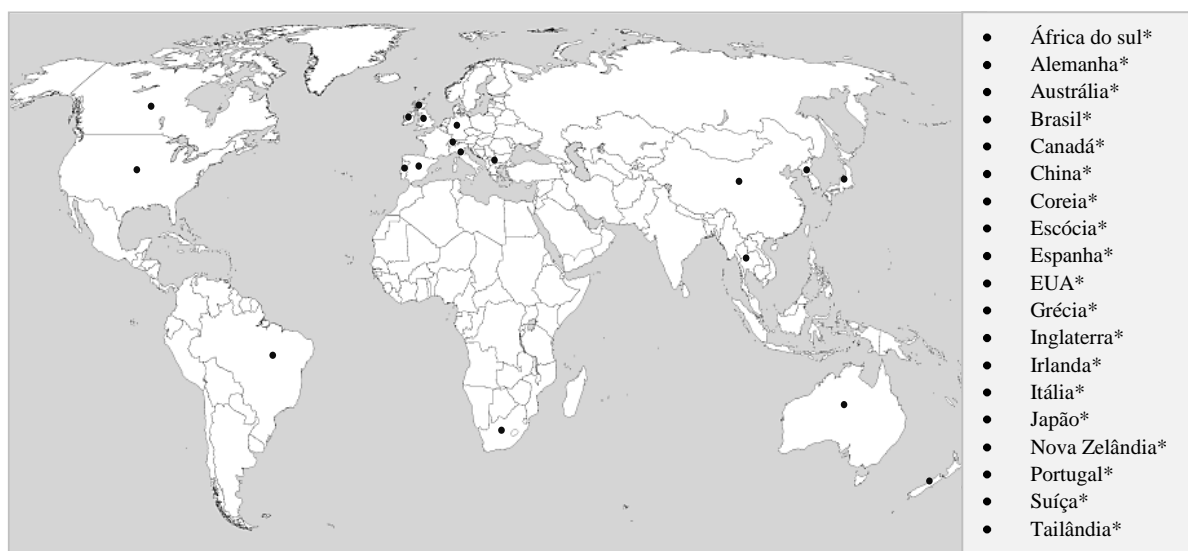 África do sul*
Alemanha*
Austrália*
Brasil*
Canadá*
China*
Coreia*
Escócia*
Espanha*
EUA*
Grécia*
Inglaterra*
Irlanda*
Itália*
Japão*
Nova Zelândia*
Portugal*
Suíça*
Tailândia*